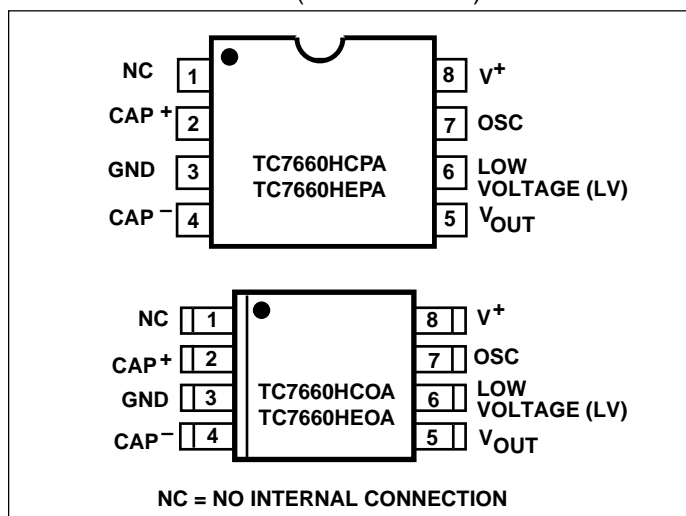 NC 1 8 V+
CAP + 2 7 OSC
GND 3 TC7660HCPA 6 LOW
TC7660HEPA VOLTAGE (LV)
CAP – 4 5 VOUT
NC 1 8 V+
CAP+ 2 7 OSC
GND 3 TC7660HCOA 6 LOW
TC7660HEOA VOLTAGE (LV)
CAP– 4 5 VOUT
NC = NO INTERNAL CONNECTION